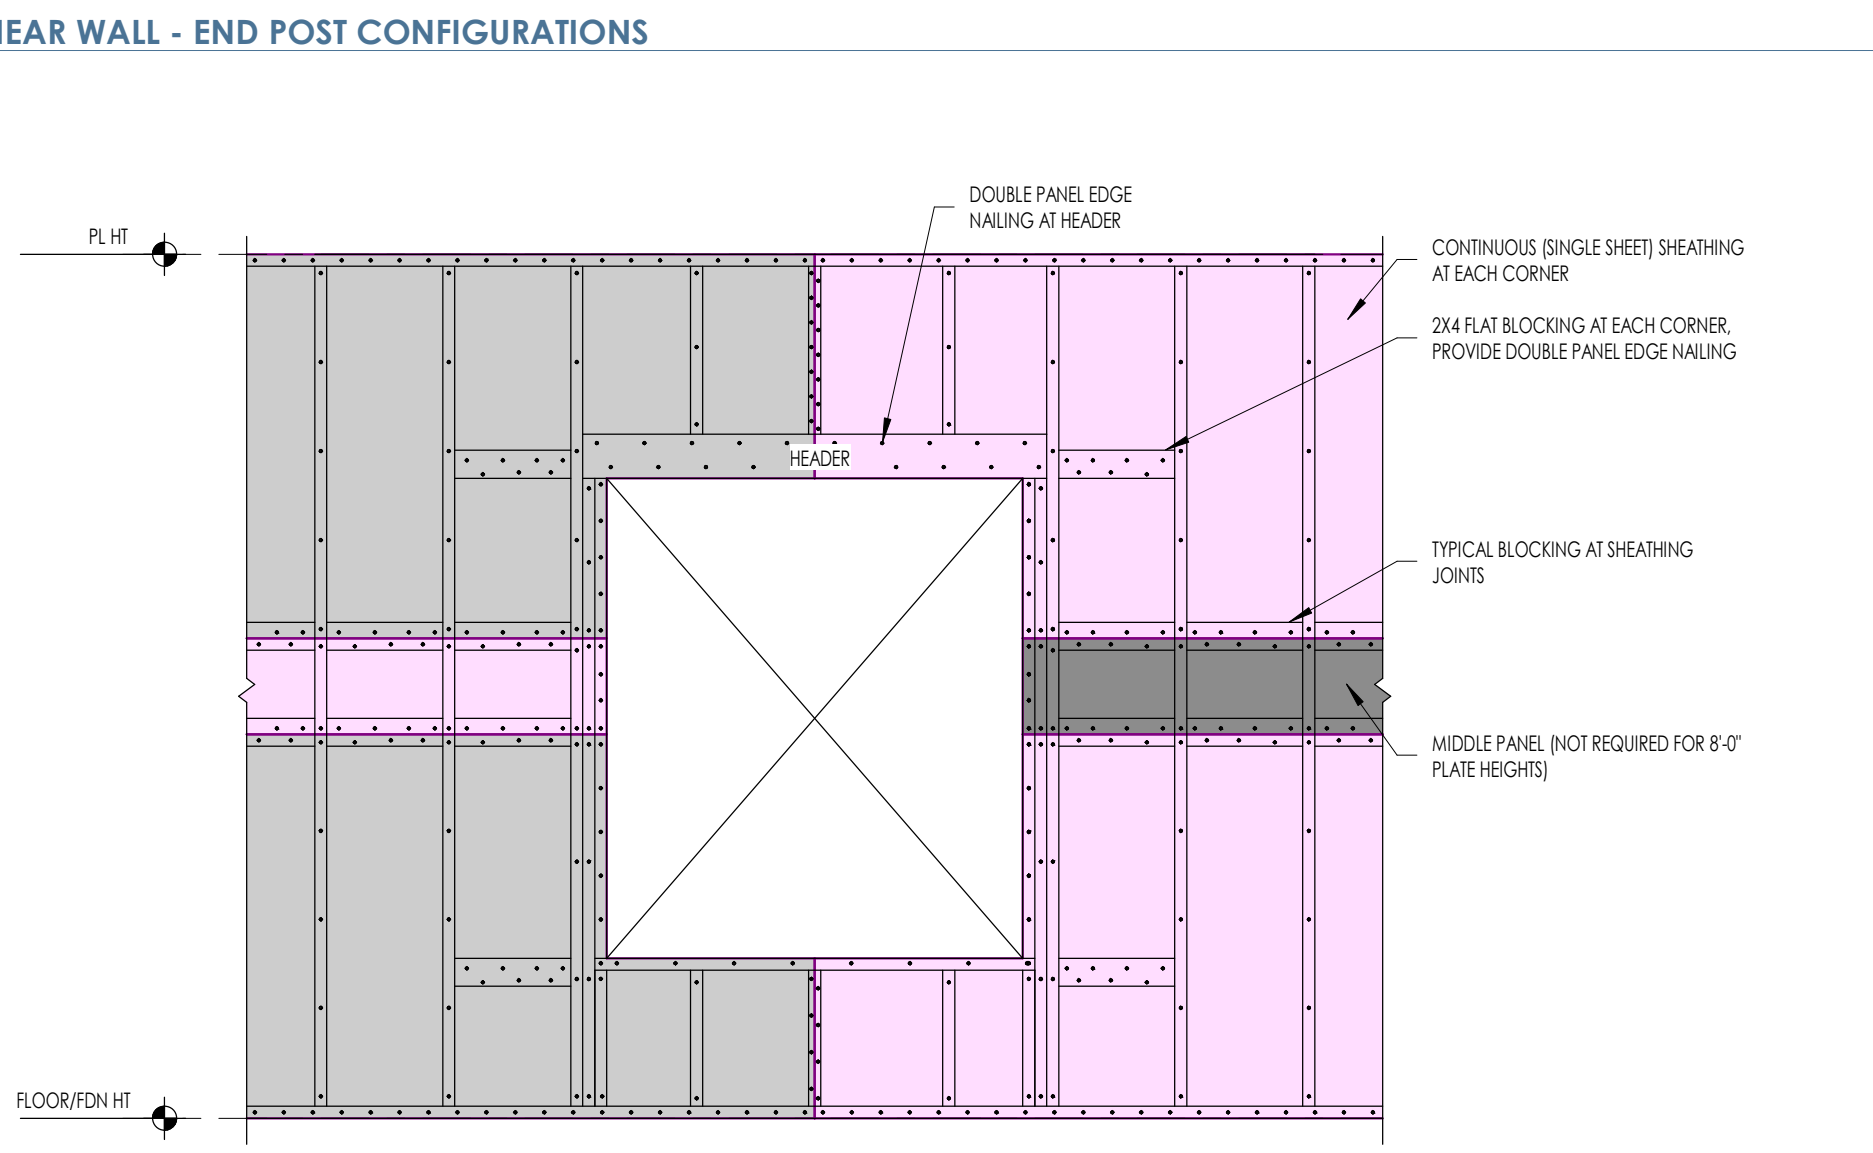 EAR WALL - END POST CONFIGURATIONS
DOUBLE PANEL EDGE
NAILING AT HEADER
PL HT
CONTINUOUS (SINGLE SHEET) SHEATHING
AT EACH CORNER
2X4 FLAT BLOCKING AT EACH CORNER,
PROVIDE DOUBLE PANEL EDGE NAILING
HEADER
TYPICAL BLOCKING AT SHEATHING
JOINTS
MIDDLE PANEL (NOT REQUIRED FOR 8'-0"
PLATE HEIGHTS)
FLOOR/FDN HT